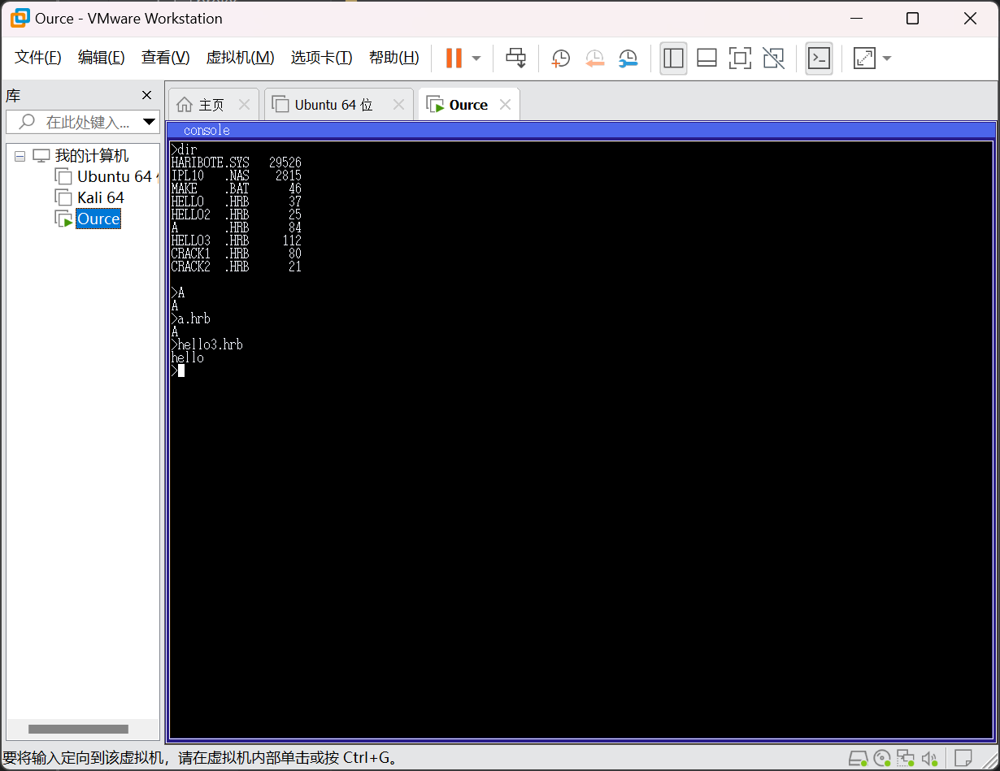 Ource - VMware Workstation
文件(F) 编辑(E) 查看(V) 虚拟机(M) 选项卡(T) 帮助(H)
库
在此处键入...
我的计算机
Ubuntu 64
Kali 64
Ource
主页 Ubuntu 64 位 Ource
console
>dir
HARIBOTE.SYS   29526
IPL10   .NAS    2815
MAKE    .BAT      46
HELLO   .HRB      37
HELLO2  .HRB      25
A       .HRB      84
HELLO3  .HRB     112
CRACK1  .HRB      80
CRACK2  .HRB      21
>A
A
>a.hrb
A
>hello3.hrb
hello
>
要将输入定向到该虚拟机，请在虚拟机内部单击或按 Ctrl+G。